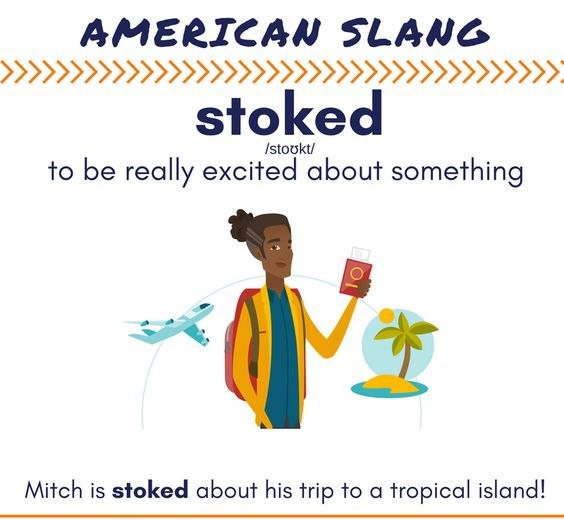 AMERICAN SLANG
stoked
/stoʊkt/
to be really excited about something
Mitch is stoked about his trip to a tropical island!